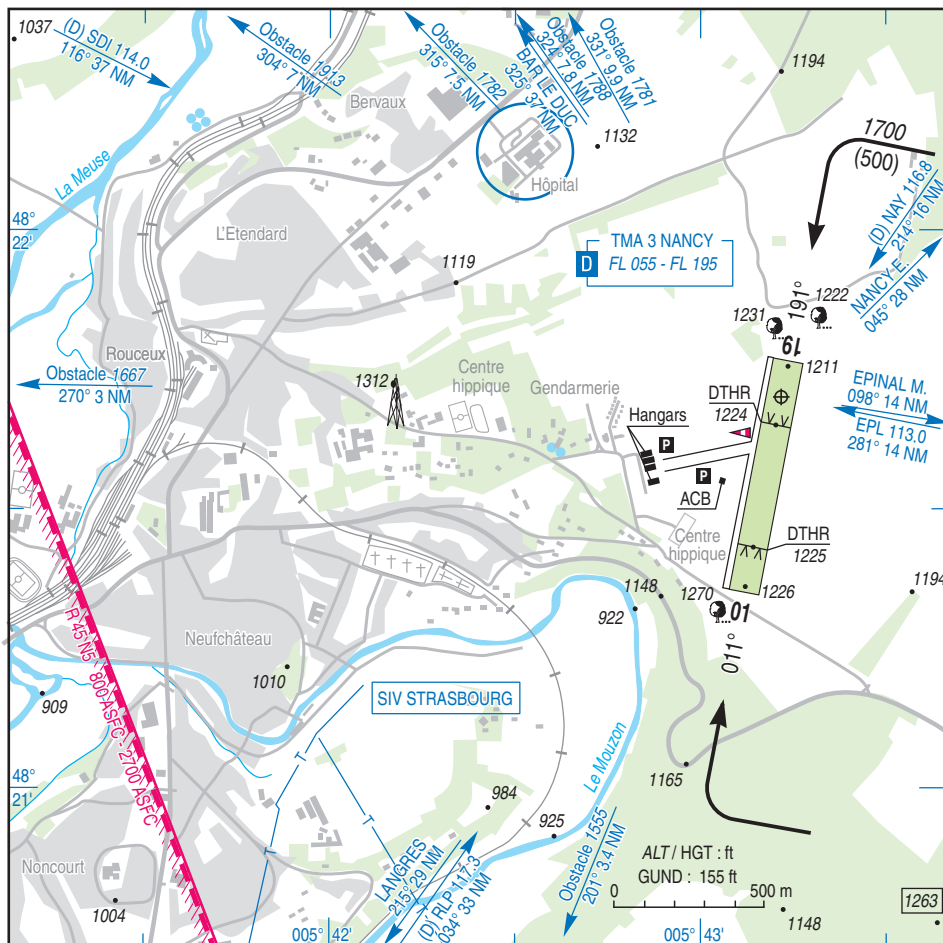 1037
(D) SDI 114.0
116° 37 NM
Obstacle 1913
304° 7 NM
Obstacle 1782
315° 7.5 NM
BAR LE DUC
325° 37 NM
Obstacle 1788
324° 7.8 NM
Obstacle 1781
331° 9.9 NM
1194
Bervaux
1132
1700
(500)
Hôpital
La Meuse
(D) NAY 116.8
214° 16 NM
48°
22'
L'Etendard
TMA 3 NANCY
D
FL 055 - FL 195
NANCY E.
045° 28 NM
1119
191°
1222
1231
19
Rouceux
1211
Obstacle 1667
270° 3 NM
1312
Centre
hippique
Gendarmerie
DTHR
1224
EPINAL M.
098° 14 NM
EPL 113.0
281° 14 NM
Hangars
P
P
ACB
Centre
hippique
DTHR
1225
1148
1270
1226
1194
922
01
011°
R 45 N5 - 800 ASFC - 2700 ASFC
Neufchâteau
1010
SIV STRASBOURG
909
T
T
T
Le Mouzon
1165
48°
21'
984
925
Noncourt
LANGRES
215° 29 NM
(D) RLP 117.3
034° 33 NM
Obstacle 1555
201° 3.4 NM
ALT / HGT : ft
GUND : 155 ft
0
500 m
1004
1263
1148
005° 42'
005° 43'